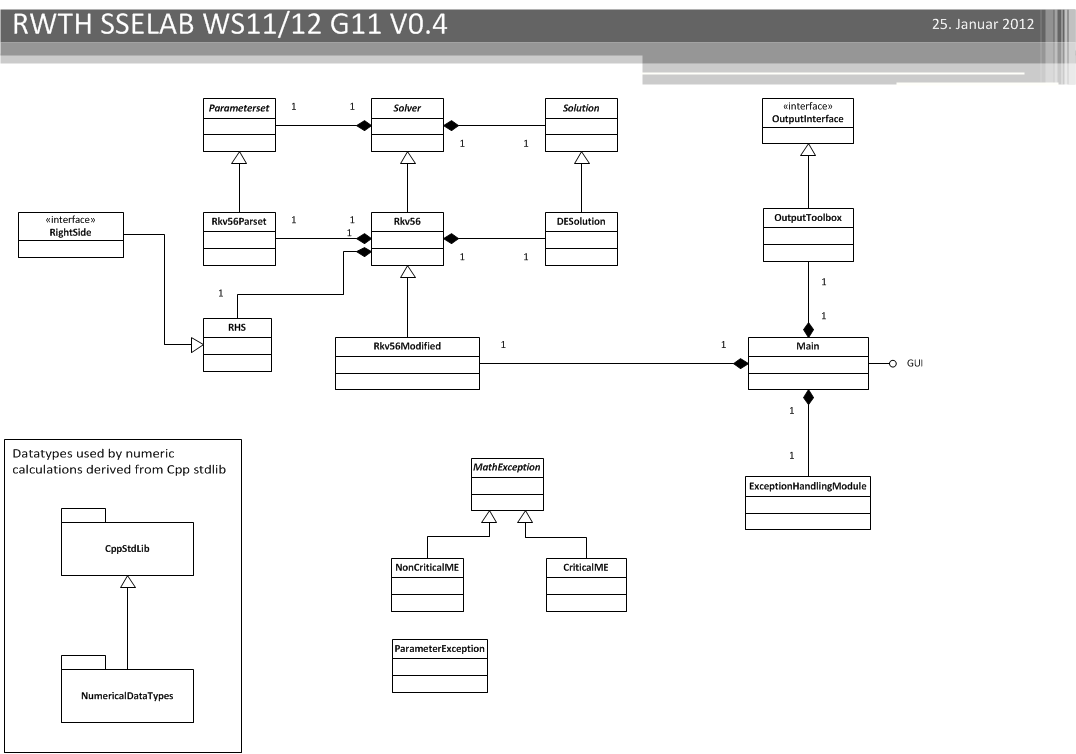 RWTH SSELAB WS11/12 G11 V0.4
25. Januar 2012
Parameterset
1
1
Solver
1
1
Solution
«interface»
OutputInterface
«interface»
RightSide
Rkv56Parset
1
1
1
Rkv56
1
1
DESolution
OutputToolbox
1
1
1
RHS
Rkv56Modified
1
1
Main
GUI
1
1
Datatypes used by numeric
calculations derived from Cpp stdlib
MathException
ExceptionHandlingModule
CppStdLib
NonCriticalME
CriticalME
ParameterException
NumericalDataTypes